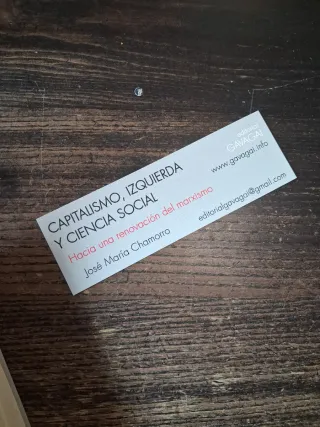 CAPITALISMO, IZQUIERDA
Y CIENCIA SOCIAL
Hacia una renovación del marxismo
José María Chamorro
editorial
GAVAGAI
www.gavagai.info
editorialgavagai@gmail.com